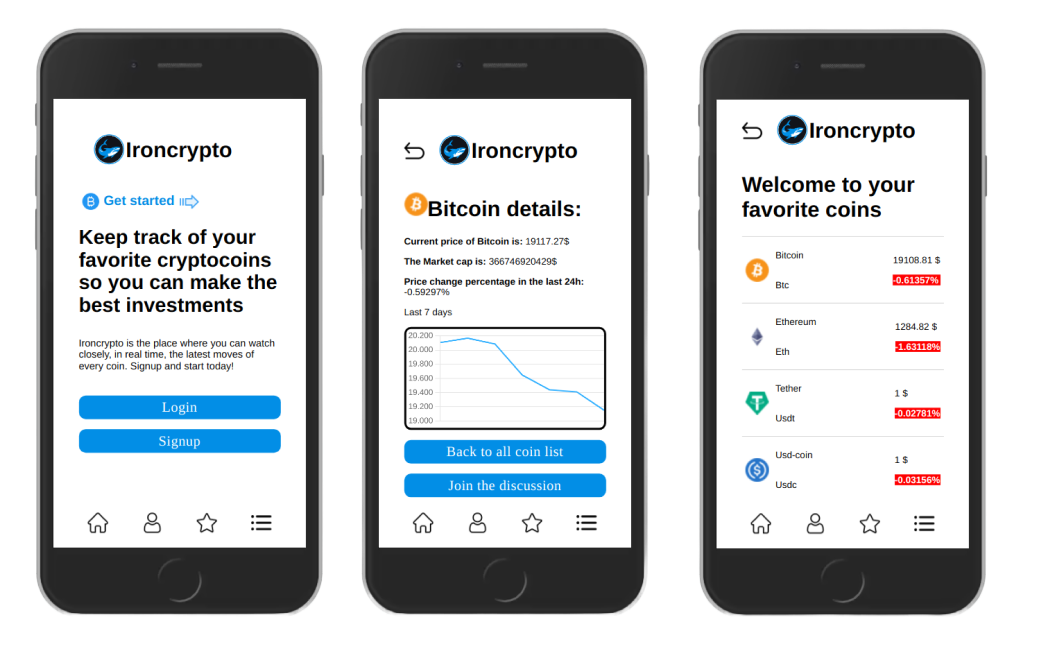 Ironcrypto
Get started
Keep track of your
favorite cryptocoins
so you can make the
best investments
Ironcrypto is the place where you can watch
closely, in real time, the latest moves of
every coin. Signup and start today!
Login
Signup
Ironcrypto
Bitcoin details:
Current price of Bitcoin is: 19117.27$
The Market cap is: 366746920429$
Price change percentage in the last 24h:
-0.59297%
Last 7 days
20.200
20.000
19.800
19.600
19.400
19.200
19.000
Back to all coin list
Join the discussion
Ironcrypto
Welcome to your
favorite coins
Bitcoin
19108.81 $
Btc
-0.61357%
Ethereum
1284.82 $
Eth
-1.63118%
Tether
1 $
Usdt
-0.02781%
Usd-coin
1 $
Usdc
-0.03156%